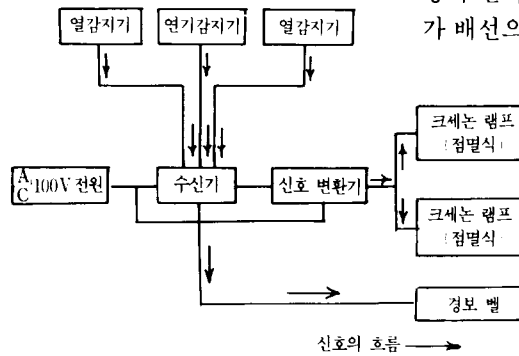 열감지기
연기감지기
열감지기
가 배선으
크세논 램프
(점멸식)
AC 100V 전원
수신기
신호 변환기
크세논 램프
(점멸식)
경보 벨
신호의 흐름